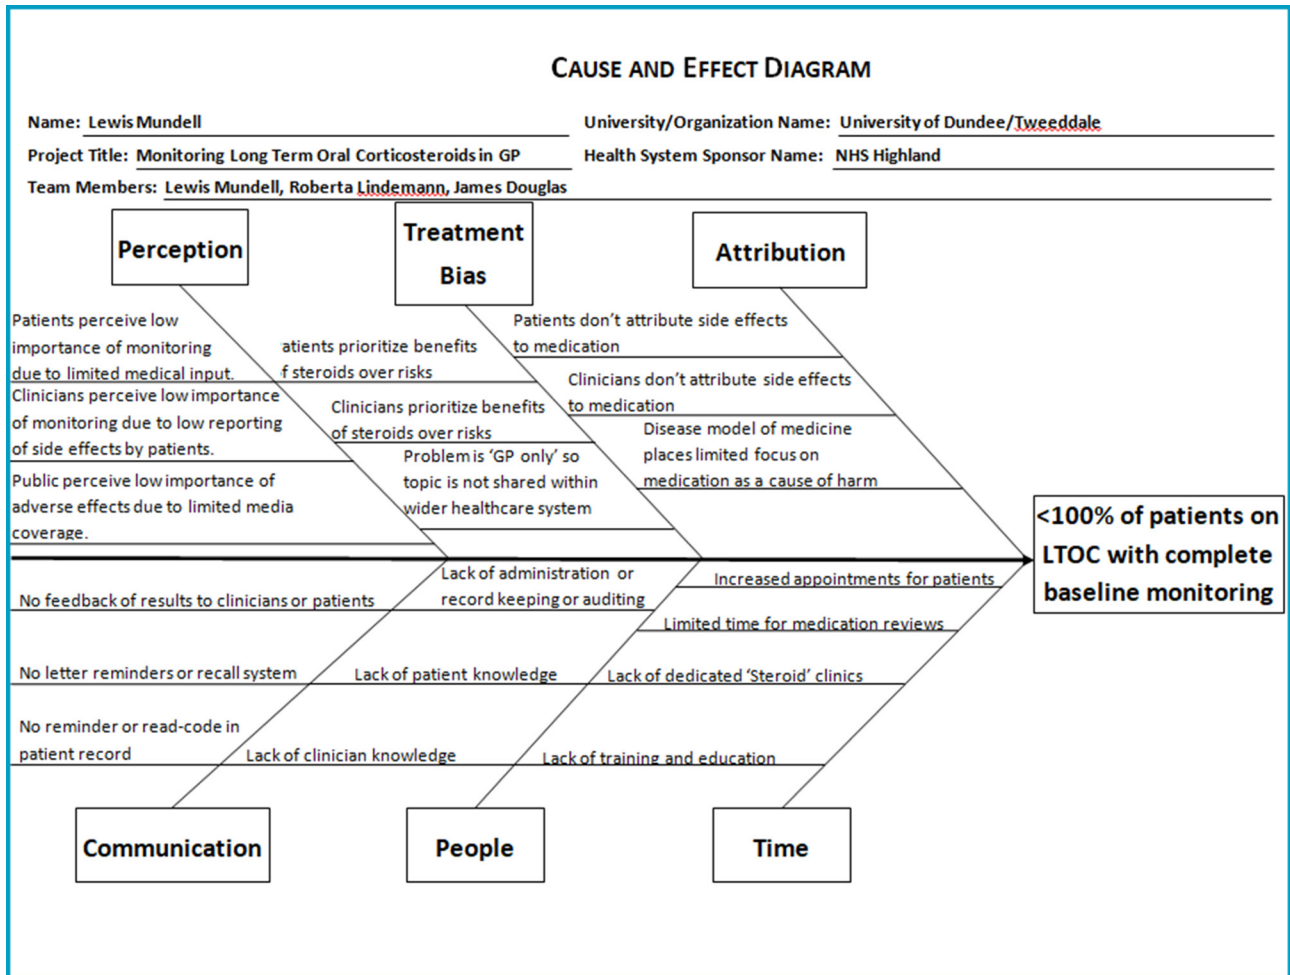 CAUSE AND EFFECT DIAGRAM
Name: Lewis Mundell
University/Organization Name: University of Dundee/Tweeddale
Project Title: Monitoring Long Term Oral Corticosteroids in GP
Health System Sponsor Name: NHS Highland
Team Members: Lewis Mundell, Roberta Lindemann, James Douglas
Perception
Treatment
Bias
Attribution
Patients perceive low
importance of monitoring
due to limited medical input.
Clinicians perceive low importance
of monitoring due to low reporting
of side effects by patients.
Public perceive low importance of
adverse effects due to limited media
coverage.
atients prioritize benefits
f steroids over risks
Clinicians prioritize benefits
of steroids over risks
Problem is ‘GP only’ so
topic is not shared within
wider healthcare system
Patients don’t attribute side effects
to medication
Clinicians don’t attribute side effects
to medication
Disease model of medicine
places limited focus on
medication as a cause of harm
<100% of patients on
LTOC with complete
baseline monitoring
No feedback of results to clinicians or patients
No letter reminders or recall system
No reminder or read-code in
patient record
Lack of administration or
record keeping or auditing
Lack of patient knowledge
Lack of clinician knowledge
Increased appointments for patients
Limited time for medication reviews
Lack of dedicated ‘Steroid’ clinics
Lack of training and education
Communication
People
Time